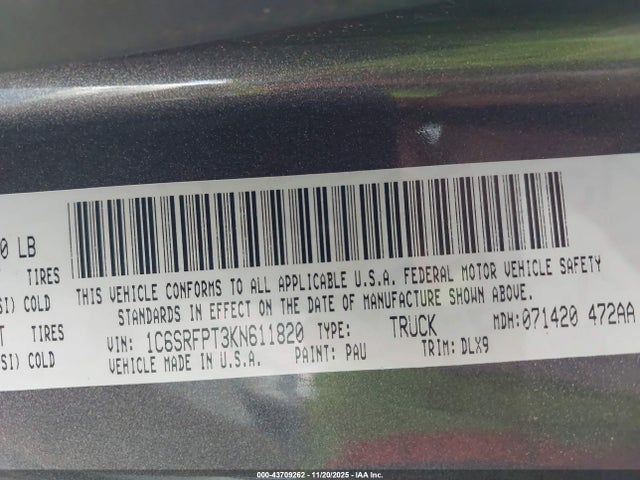 0 LB
TIRES
SI) COLD
T TIRES
SI) COLD
THIS VEHICLE CONFORMS TO ALL APPLICABLE U.S.A. FEDERAL MOTOR VEHICLE SAFETY
STANDARDS IN EFFECT ON THE DATE OF MANUFACTURE SHOWN ABOVE.
VIN: 1C6SRFPT3KN611820 TYPE: TRUCK MDH: 071420 472AA
VEHICLE MADE IN U.S.A. PAINT: PAU TRIM: DLX9
000-43709262 - 11/20/2025 - IAA Inc.